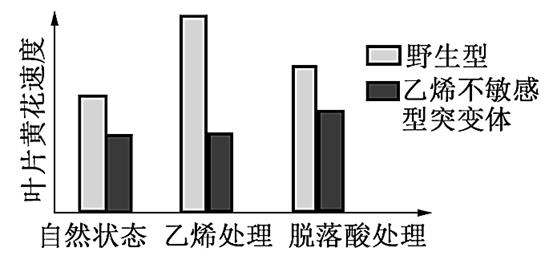 叶片黄花速度
野生型
乙烯不敏感
型突变体
自然状态 乙烯处理 脱落酸处理